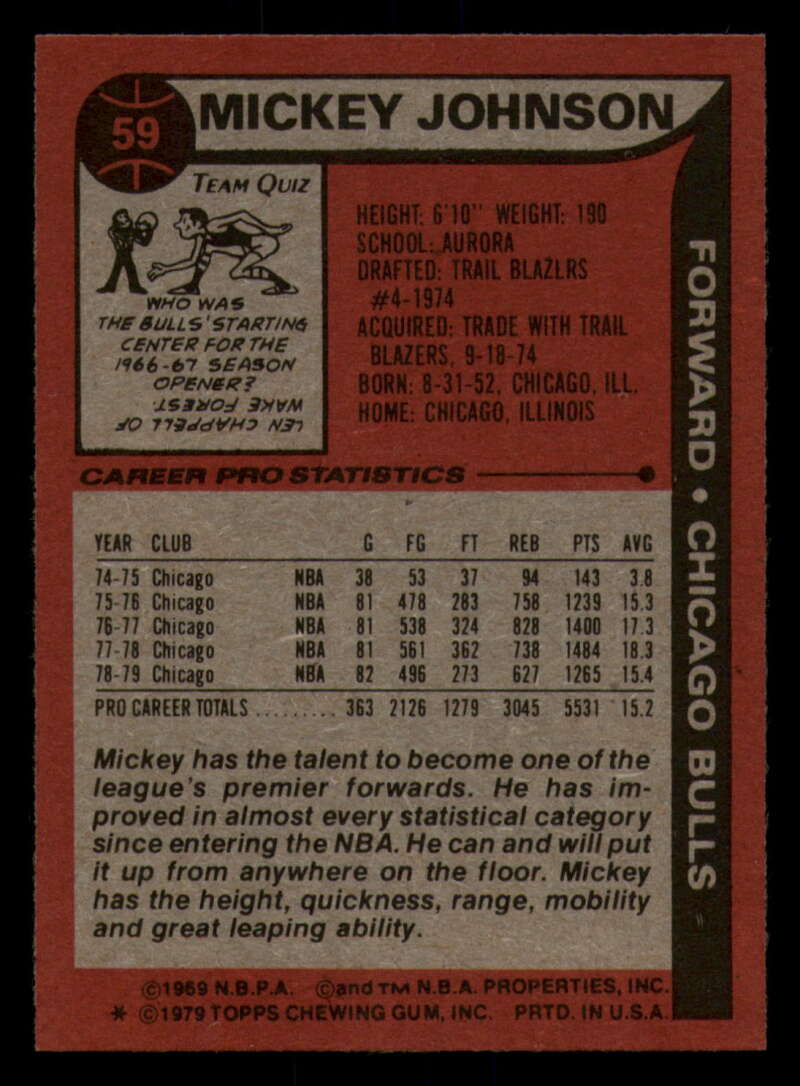 59
MICKEY JOHNSON
TEAM QUIZ
WHO WAS
THE BULLS' STARTING
CENTER FOR THE
1966-67 SEASON
OPENER?
LEN CHAPPELL OF
WAKE FOREST.
HEIGHT: 6'10" WEIGHT: 190
SCHOOL: AURORA
DRAFTED: TRAIL BLAZERS
#4-1974
ACQUIRED: TRADE WITH TRAIL
BLAZERS, 9-18-74
BORN: 8-31-52, CHICAGO, ILL.
HOME: CHICAGO, ILLINOIS
FORWARD • CHICAGO BULLS
CAREER PRO STATISTICS
YEAR CLUB G FG FT REB PTS AVG
74-75 Chicago NBA 38 53 37 94 143 3.8
75-76 Chicago NBA 81 478 283 758 1239 15.3
76-77 Chicago NBA 81 538 324 828 1400 17.3
77-78 Chicago NBA 81 561 362 738 1484 18.3
78-79 Chicago NBA 82 496 273 627 1265 15.4
PRO CAREER TOTALS ......... 363 2126 1279 3045 5531 15.2
Mickey has the talent to become one of the
league's premier forwards. He has im-
proved in almost every statistical category
since entering the NBA. He can and will put
it up from anywhere on the floor. Mickey
has the height, quickness, range, mobility
and great leaping ability.
©1969 N.B.P.A. ©and TM N.B.A. PROPERTIES, INC.
* ©1979 TOPPS CHEWING GUM, INC. PRTD. IN U.S.A.